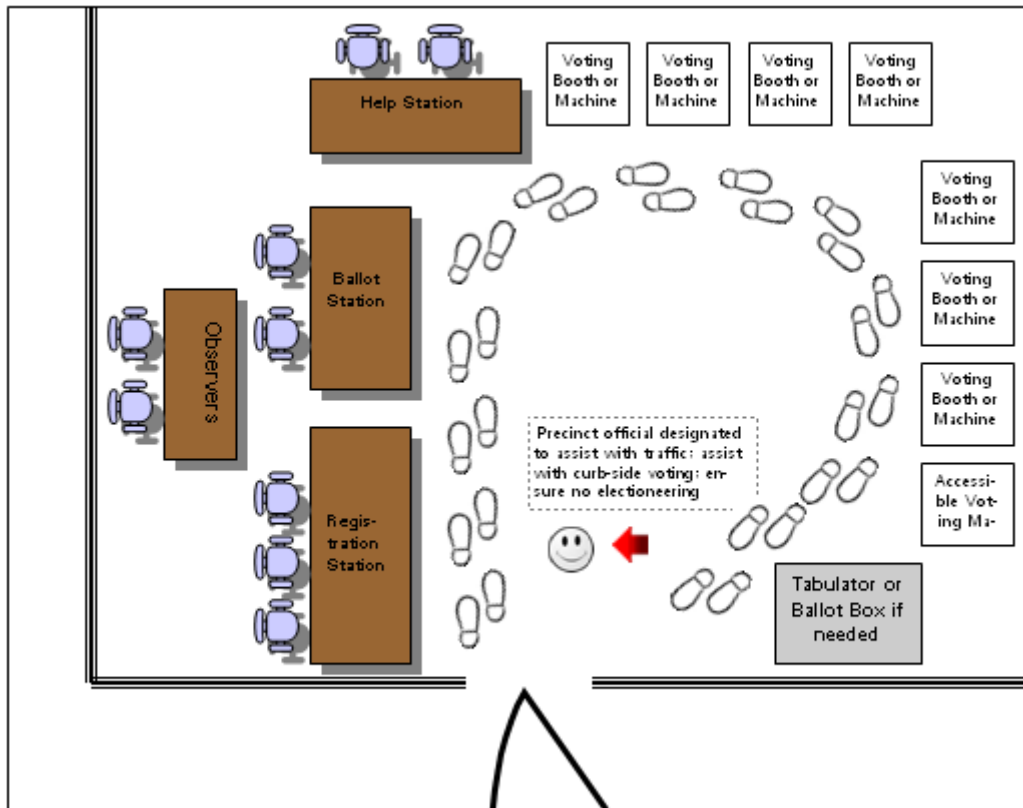 Help Station
Voting
Booth or
Machine
Voting
Booth or
Machine
Voting
Booth or
Machine
Voting
Booth or
Machine
Voting
Booth or
Machine
Ballot
Station
Voting
Booth or
Machine
Observers
Voting
Booth or
Machine
Precinct official designated
to assist with traffic; assist
with curb-side voting; en-
sure no electioneering
Accessi-
ble Vot-
ing Ma-
Regis-
tration
Station
Tabulator or
Ballot Box if
needed